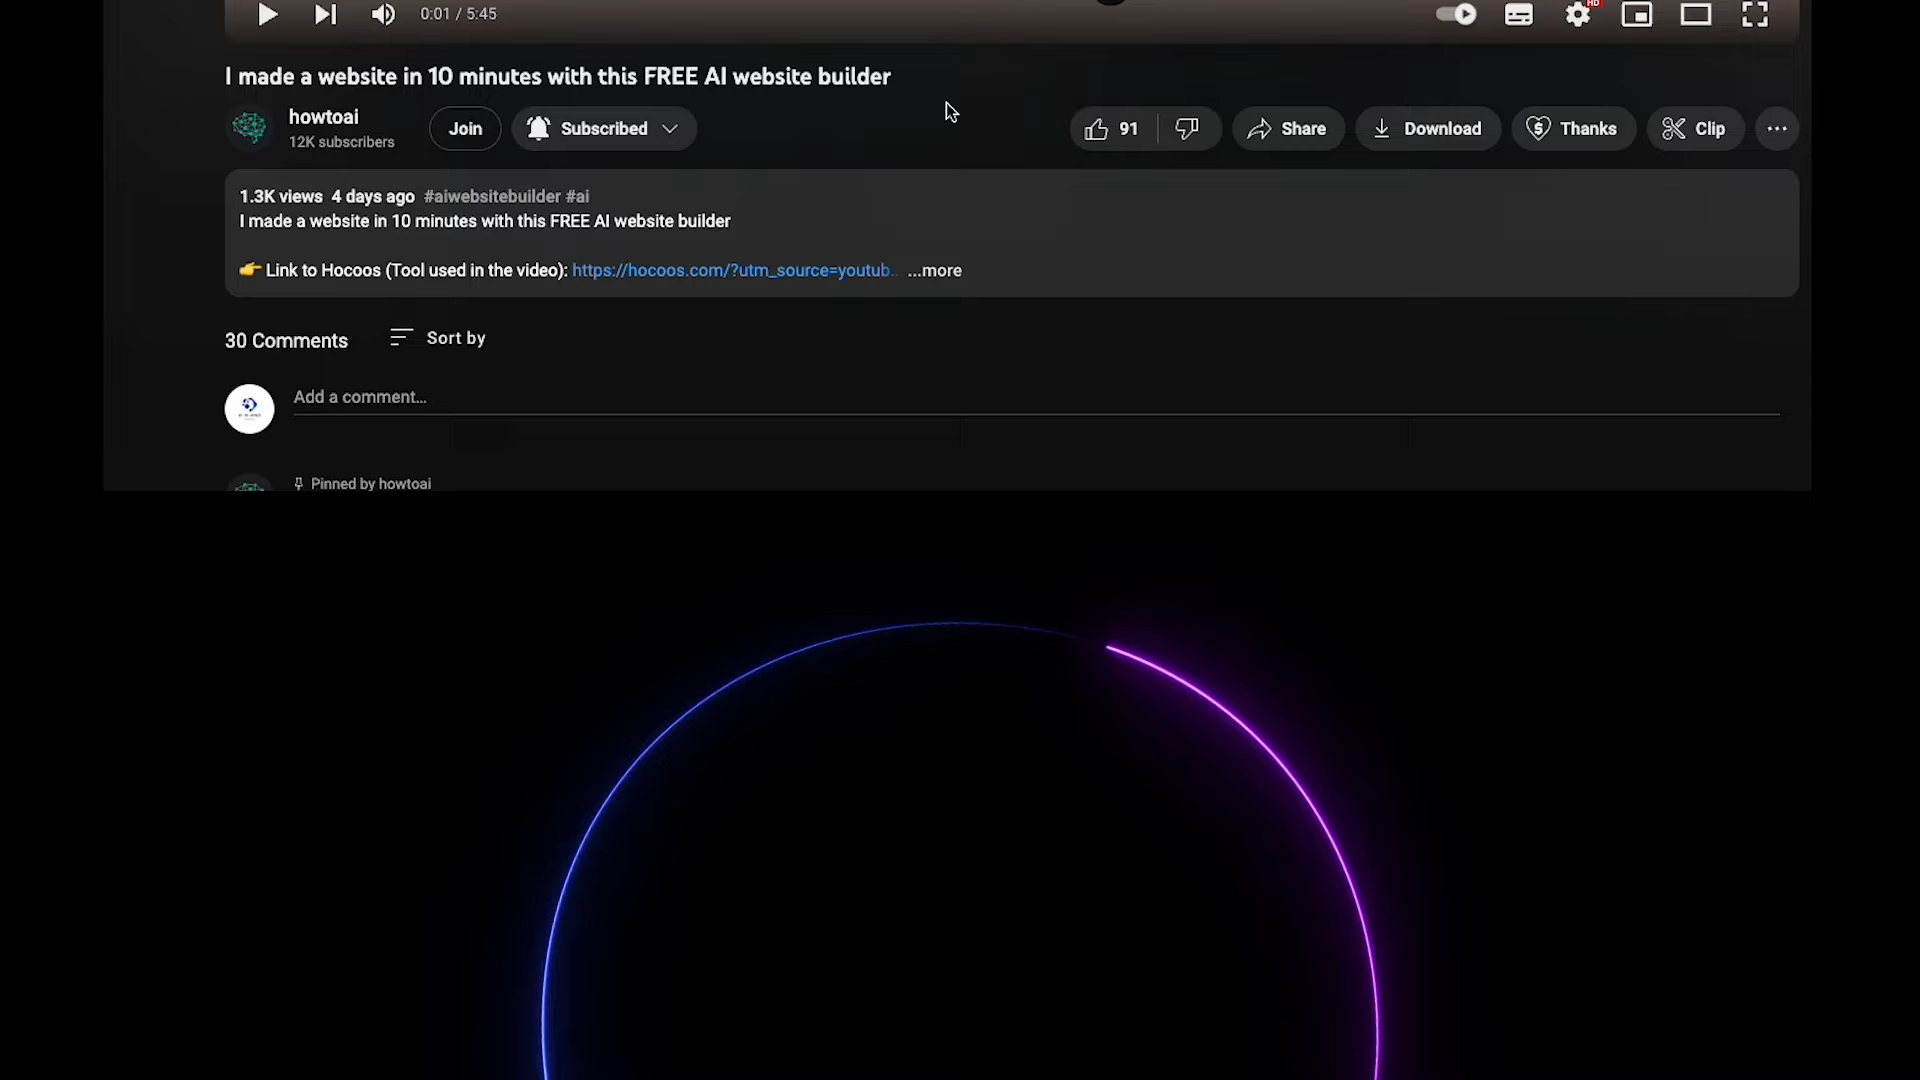 0:01 / 5:45
HD
I made a website in 10 minutes with this FREE AI website builder
howtoai
12K subscribers
Join
Subscribed
91
Share
Download
Thanks
Clip
1.3K views 4 days ago #aiwebsitebuilder #ai
I made a website in 10 minutes with this FREE AI website builder
👉 Link to Hocoos (Tool used in the video): https://hocoos.com/?utm_source=youtub... ...more
30 Comments
Sort by
Add a comment...
Pinned by howtoai